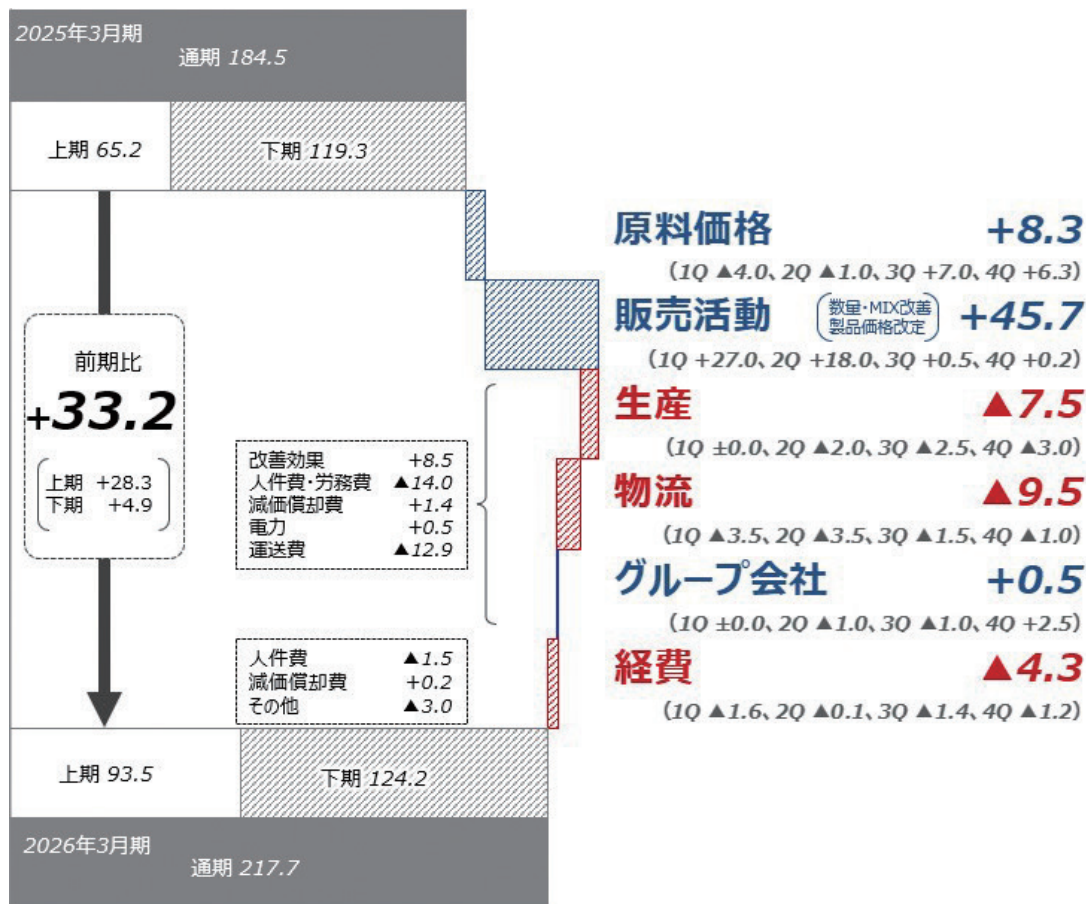 2025年3月期
通期 184.5
上期 65.2
下期 119.3
原料価格 +8.3
(1Q ▲4.0、2Q ▲1.0、3Q +7.0、4Q +6.3)
販売活動 数量・MIX改善 製品価格改定 +45.7
(1Q +27.0、2Q +18.0、3Q +0.5、4Q +0.2)
生産 ▲7.5
(1Q ±0.0、2Q ▲2.0、3Q ▲2.5、4Q ▲3.0)
物流 ▲9.5
(1Q ▲3.5、2Q ▲3.5、3Q ▲1.5、4Q ▲1.0)
グループ会社 +0.5
(1Q ±0.0、2Q ▲1.0、3Q ▲1.0、4Q +2.5)
経費 ▲4.3
(1Q ▲1.6、2Q ▲0.1、3Q ▲1.4、4Q ▲1.2)
前期比
+33.2
上期 +28.3
下期 +4.9
改善効果 +8.5
人件費・労務費 ▲14.0
減価償却費 +1.4
電力 +0.5
運送費 ▲12.9
人件費 ▲1.5
減価償却費 +0.2
その他 ▲3.0
上期 93.5
下期 124.2
2026年3月期
通期 217.7